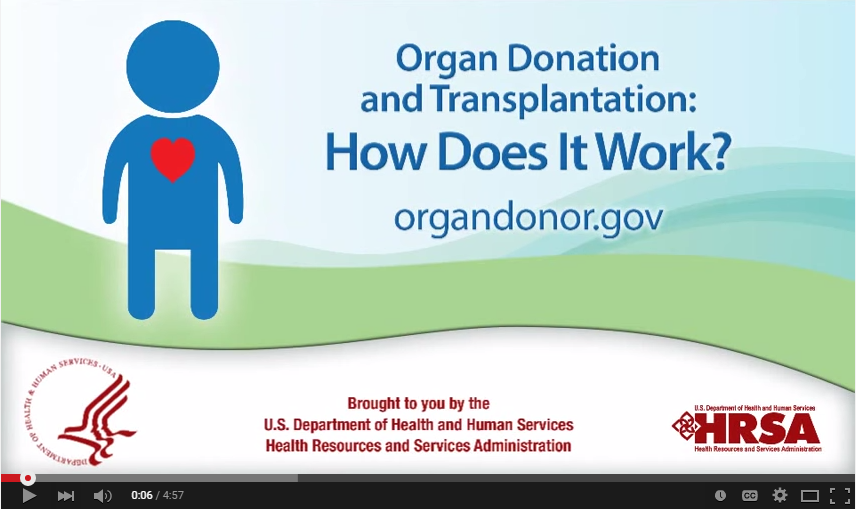 Organ Donation
and Transplantation:
How Does It Work?
organdonor.gov
DEPARTMENT OF HEALTH & HUMAN SERVICES • USA
Brought to you by the
U.S. Department of Health and Human Services
Health Resources and Services Administration
U.S. Department of Health and Human Services
HRSA
Health Resources and Services Administration
0:06 / 4:57
CC